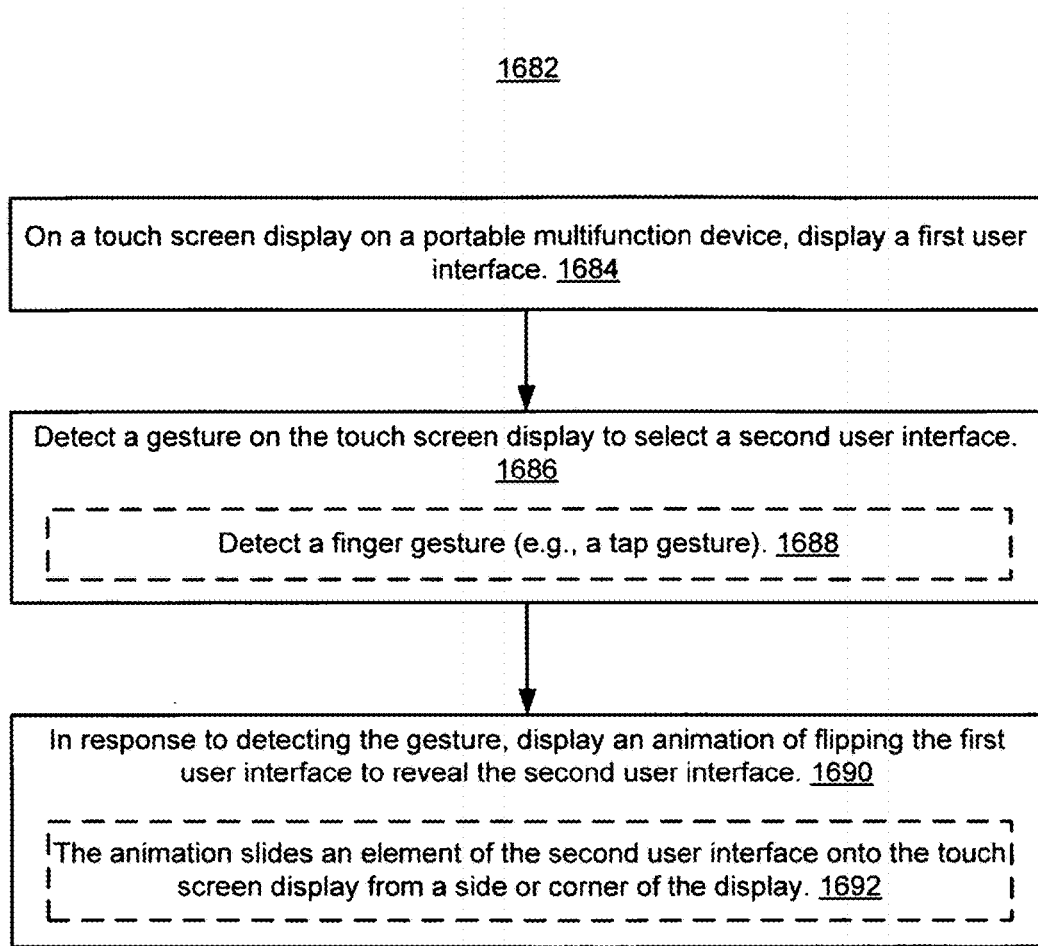 1682
On a touch screen display on a portable multifunction device, display a first user
interface. 1684
Detect a gesture on the touch screen display to select a second user interface.
1686
Detect a finger gesture (e.g., a tap gesture). 1688
In response to detecting the gesture, display an animation of flipping the first
user interface to reveal the second user interface. 1690
The animation slides an element of the second user interface onto the touch
screen display from a side or corner of the display. 1692